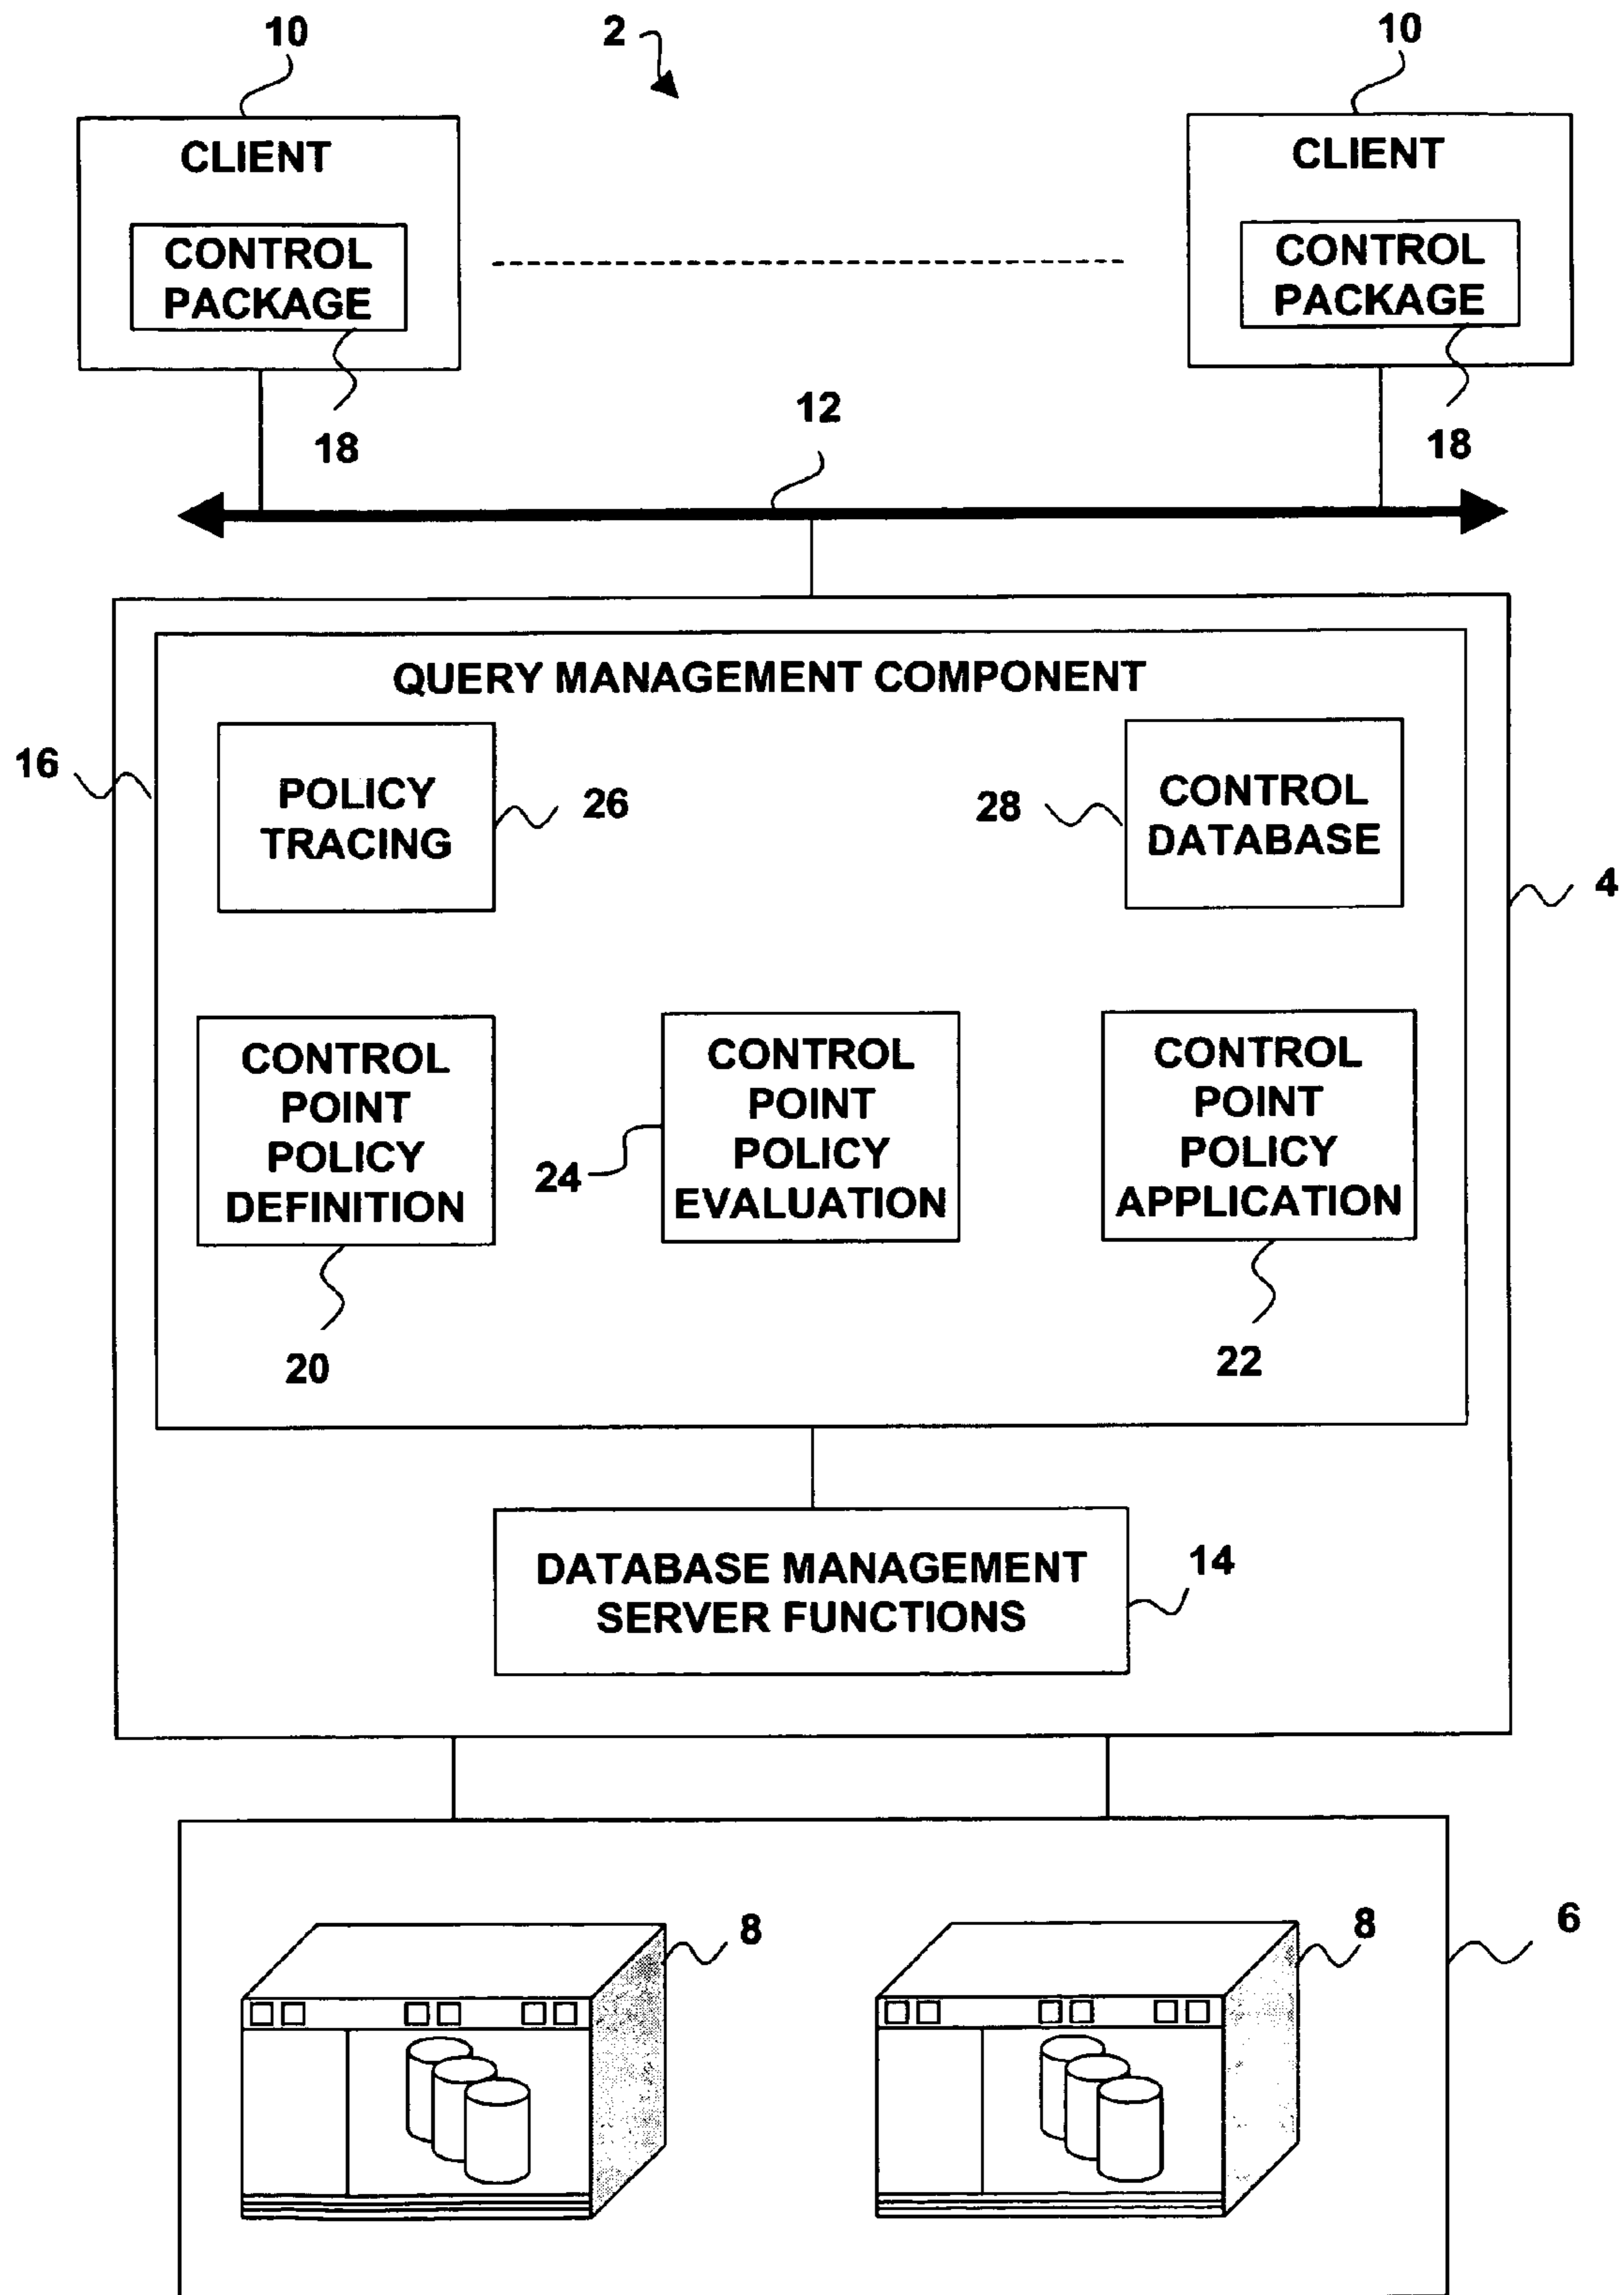 10
2
10
CLIENT
CLIENT
CONTROL
PACKAGE
CONTROL
PACKAGE
18
12
18
QUERY MANAGEMENT COMPONENT
16
POLICY
TRACING
26
28
CONTROL
DATABASE
4
CONTROL
POINT
POLICY
DEFINITION
24
CONTROL
POINT
POLICY
EVALUATION
CONTROL
POINT
POLICY
APPLICATION
20
22
DATABASE MANAGEMENT
SERVER FUNCTIONS
14
8
8
6